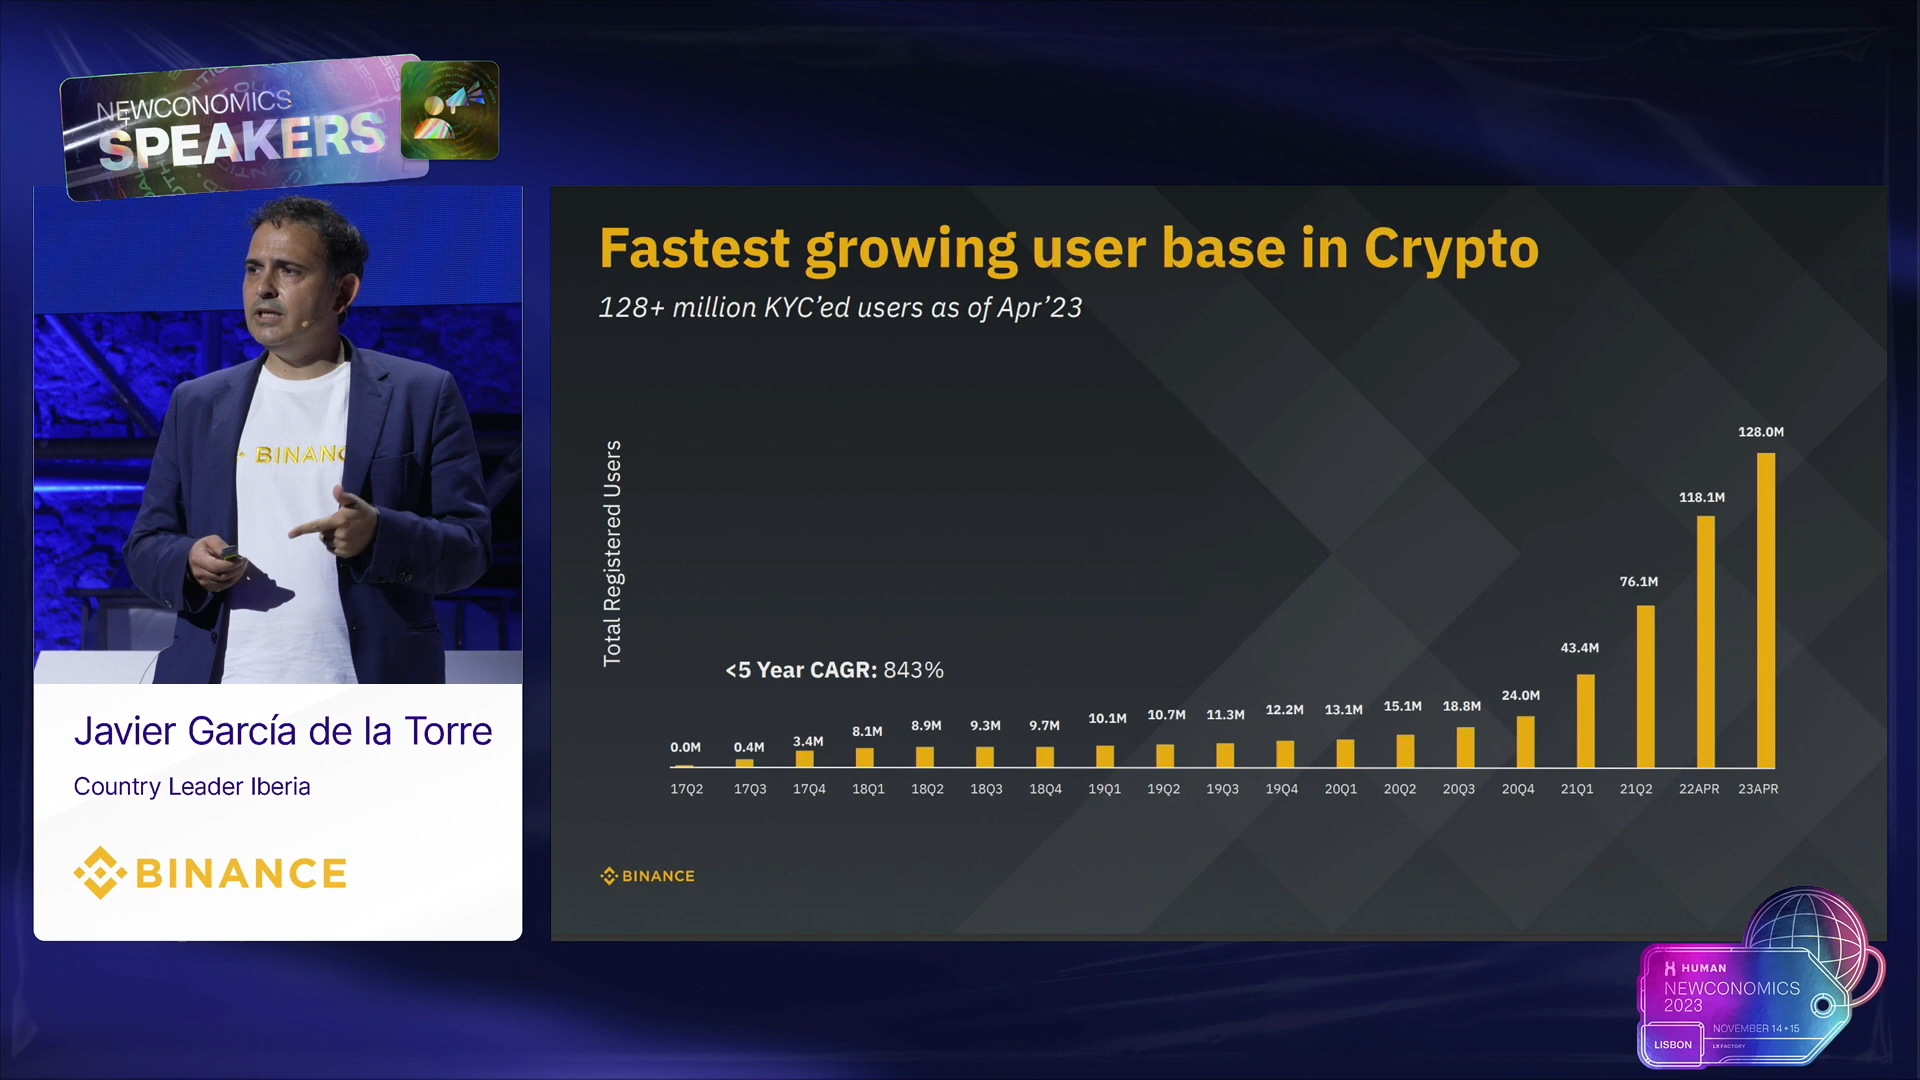 NEWCONOMICS
SPEAKERS
BINANC
Javier García de la Torre
Country Leader Iberia
BINANCE
Fastest growing user base in Crypto
128+ million KYC’ed users as of Apr’23
Total Registered Users
<5 Year CAGR: 843%
0.0M 0.4M 3.4M 8.1M 8.9M 9.3M 9.7M 10.1M 10.7M 11.3M 12.2M 13.1M 15.1M 18.8M 24.0M 43.4M 76.1M 118.1M 128.0M
17Q2 17Q3 17Q4 18Q1 18Q2 18Q3 18Q4 19Q1 19Q2 19Q3 19Q4 20Q1 20Q2 20Q3 20Q4 21Q1 21Q2 22APR 23APR
BINANCE
HUMAN
NEWCONOMICS
2023
NOVEMBER 14+15
LISBON
LX FACTORY